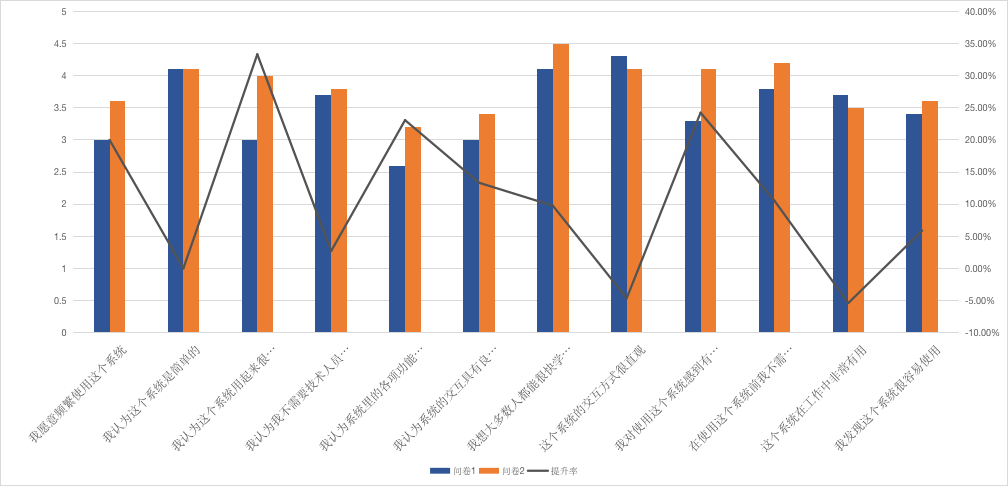 5
4.5
4
3.5
3
2.5
2
1.5
1
0.5
0
40.00%
35.00%
30.00%
25.00%
20.00%
15.00%
10.00%
5.00%
0.00%
-5.00%
-10.00%
我愿意频繁使用这个系统
我认为这个系统是简单的
我认为这个系统用起来很…
我认为我不需要技术人员…
我认为系统里的各项功能…
我认为系统的交互具有良…
我想大多数人都能很快学…
这个系统的交互方式很直观
我对使用这个系统感到有…
在使用这个系统前我不需…
这个系统在工作中非常有用
我发现这个系统很容易使用
问卷1
问卷2
提升率